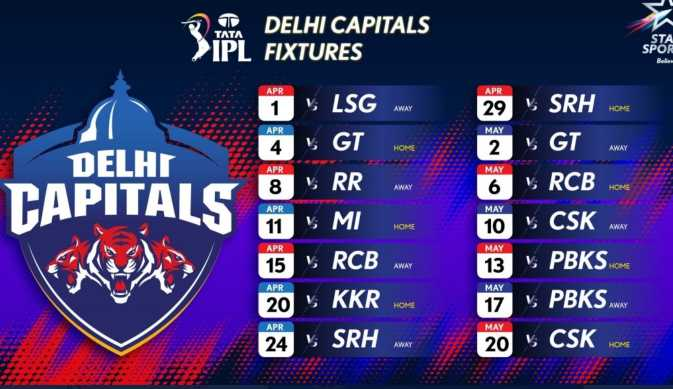 TATA
IPL
DELHI CAPITALS
FIXTURES
STA
SPOR
Believ
DELHI
CAPITALS
APR 1 VS LSG AWAY
APR 4 VS GT HOME
APR 8 VS RR AWAY
APR 11 VS MI HOME
APR 15 VS RCB AWAY
APR 20 VS KKR HOME
APR 24 VS SRH AWAY
APR 29 VS SRH HOME
MAY 2 VS GT AWAY
MAY 6 VS RCB HOME
MAY 10 VS CSK AWAY
MAY 13 VS PBKS HOME
MAY 17 VS PBKS AWAY
MAY 20 VS CSK HOME